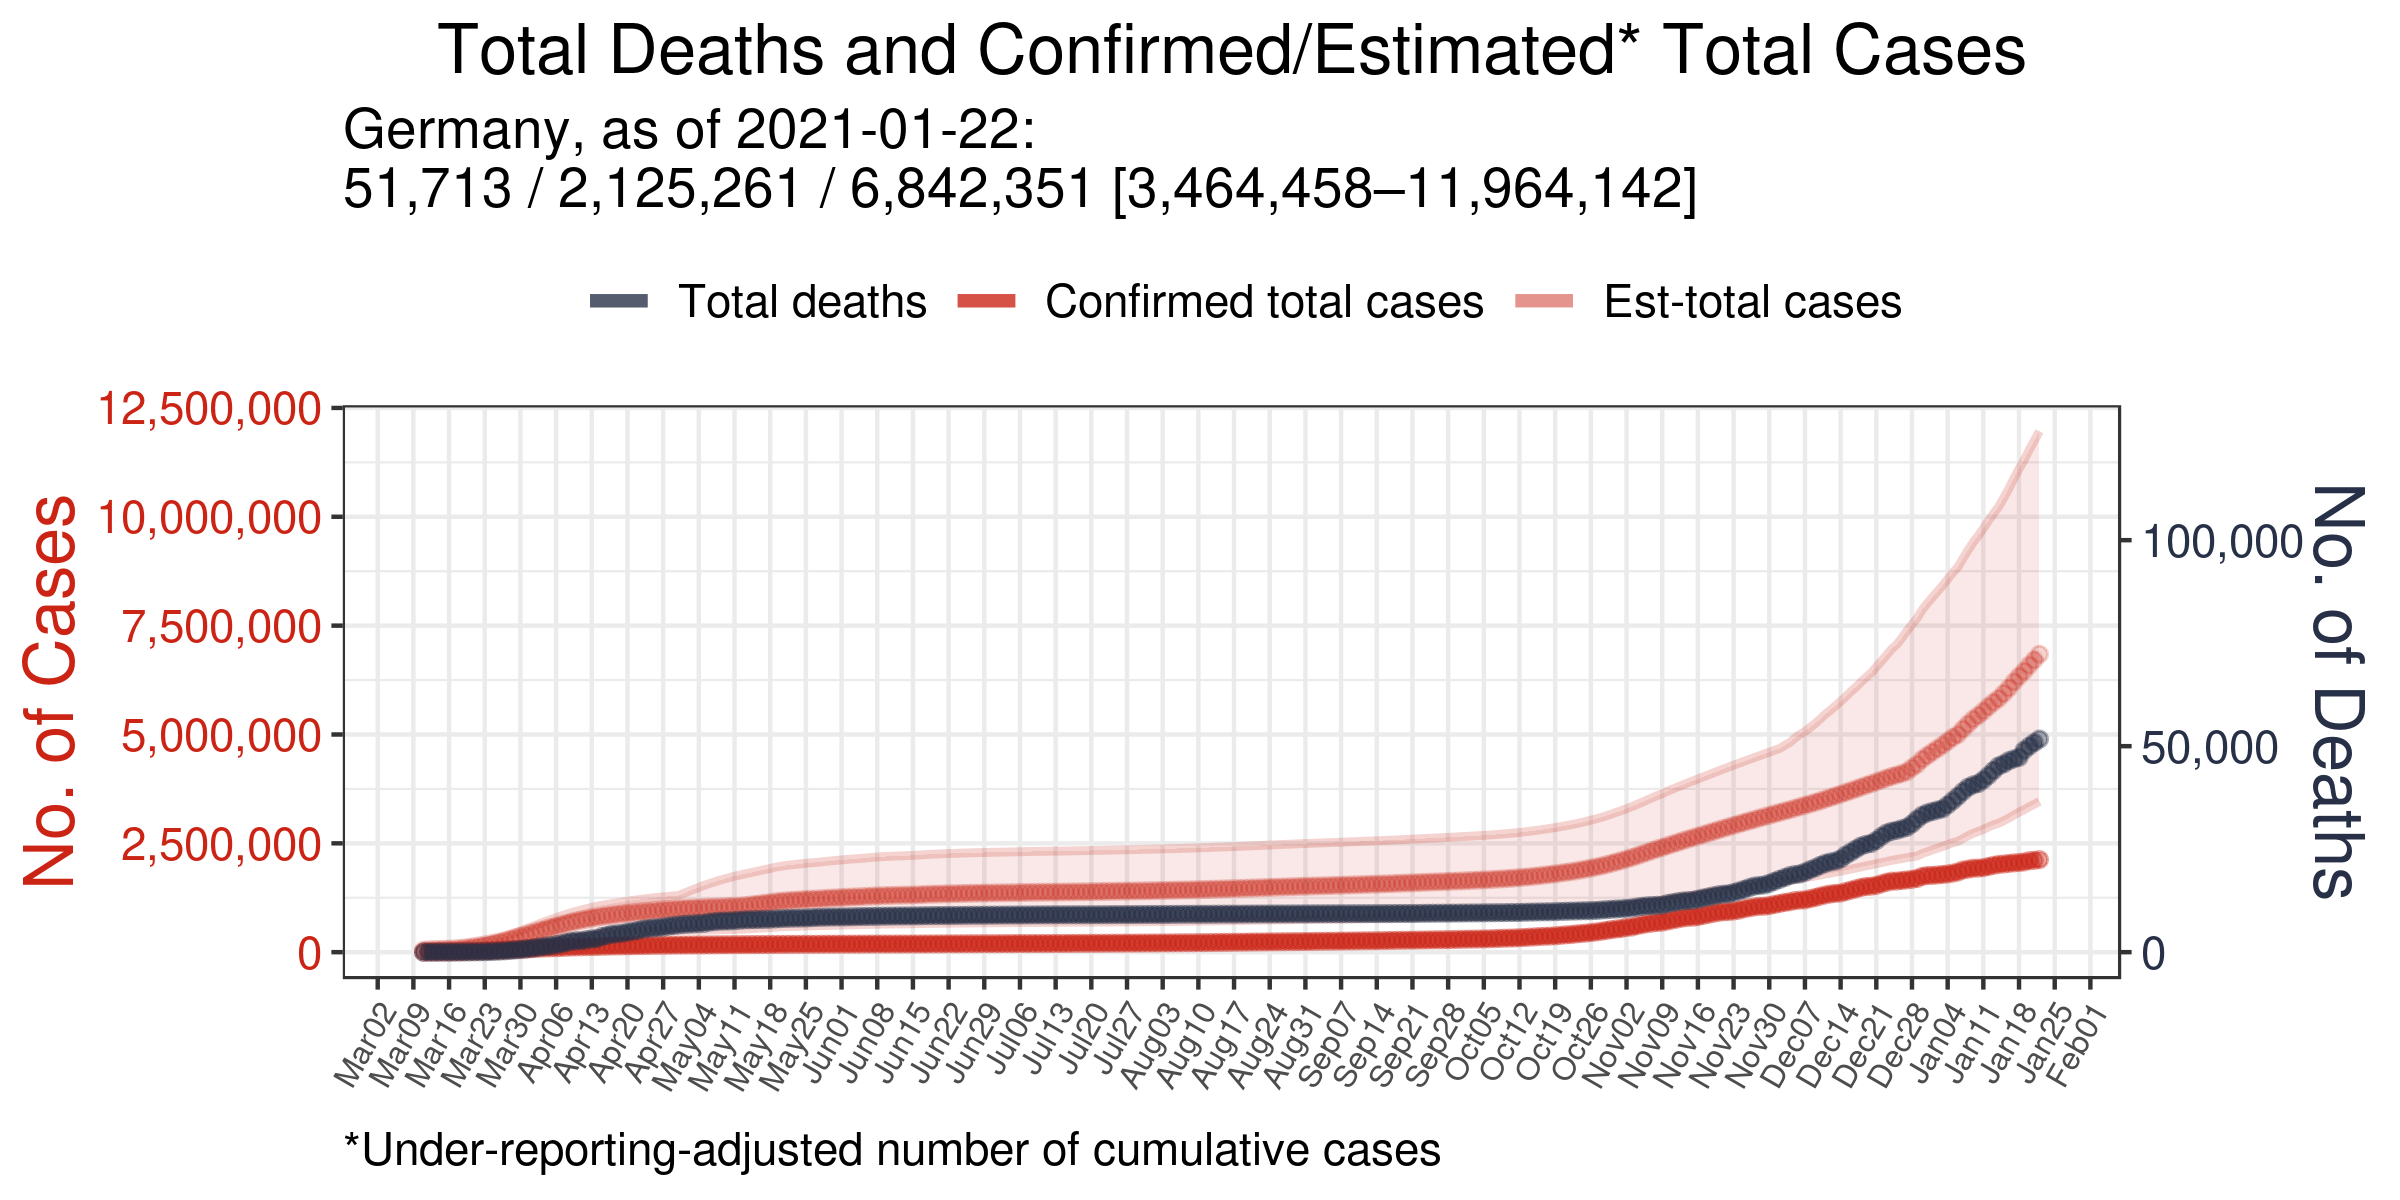 Total Deaths and Confirmed/Estimated* Total Cases
Germany, as of 2021-01-22:
51,713 / 2,125,261 / 6,842,351 [3,464,458–11,964,142]
Total deaths Confirmed total cases Est-total cases
No. of Cases
12,500,000
10,000,000
7,500,000
5,000,000
2,500,000
0
100,000
50,000
0
No. of Deaths
Mar02 Mar09 Mar16 Mar23 Mar30 Apr06 Apr13 Apr20 Apr27 May04 May11 May18 May25 Jun01 Jun08 Jun15 Jun22 Jun29 Jul06 Jul13 Jul20 Jul27 Aug03 Aug10 Aug17 Aug24 Aug31 Sep07 Sep14 Sep21 Sep28 Oct05 Oct12 Oct19 Oct26 Nov02 Nov09 Nov16 Nov23 Nov30 Dec07 Dec14 Dec21 Dec28 Jan04 Jan11 Jan18 Jan25 Feb01
*Under-reporting-adjusted number of cumulative cases